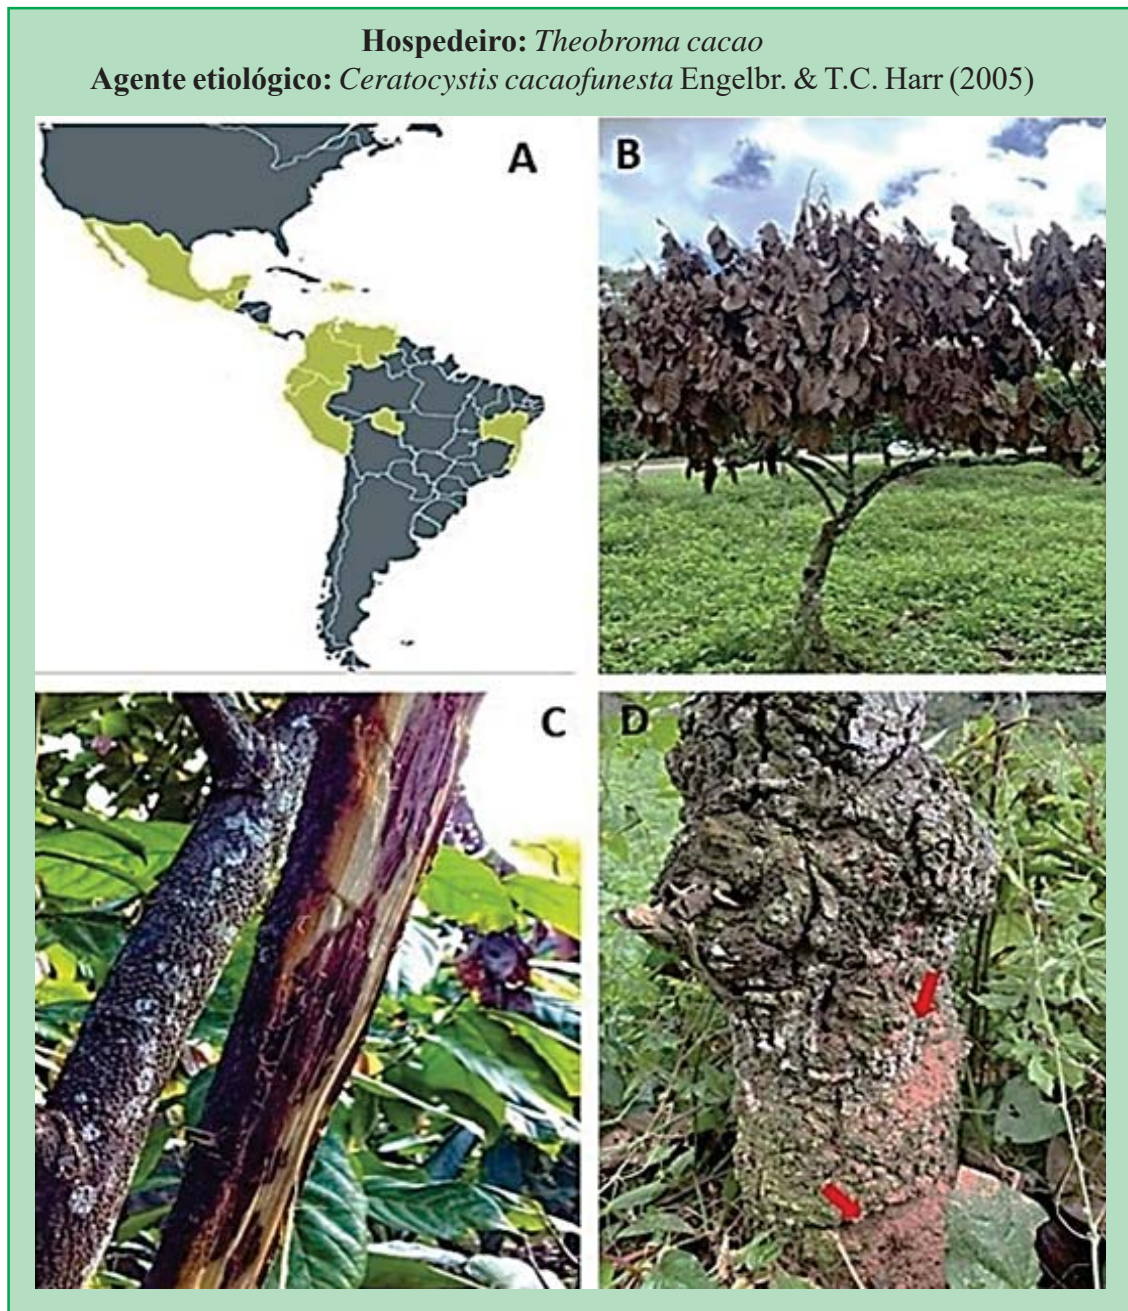 Hospedeiro: Theobroma cacao
Agente etiológico: Ceratocystis cacaofunesta Engelbr. & T.C. Harr (2005)
A
B
C
D